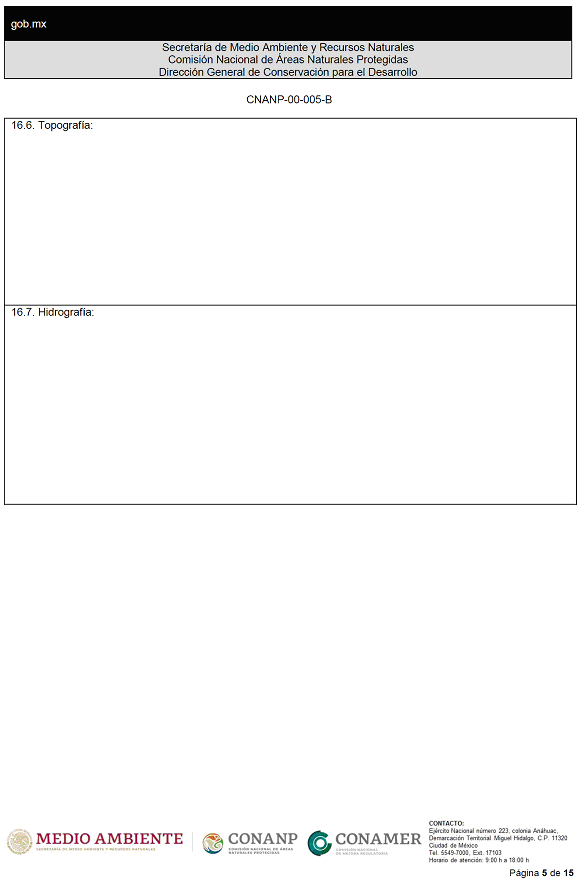 gob.mx
Secretaría de Medio Ambiente y Recursos Naturales
Comisión Nacional de Áreas Naturales Protegidas
Dirección General de Conservación para el Desarrollo
CNANP-00-005-B
16.6. Topografía:
16.7. Hidrografía:
MEDIO AMBIENTE
SECRETARÍA DE MEDIO AMBIENTE Y RECURSOS NATURALES
CONANP
COMISIÓN NACIONAL DE ÁREAS
NATURALES PROTEGIDAS
CONAMER
COMISIÓN NACIONAL
DE MEJORA REGULATORIA
CONTACTO:
Ejército Nacional número 223, colonia Anáhuac,
Demarcación Territorial Miguel Hidalgo, C.P. 11320
Ciudad de México
Tel. 5549-7000, Ext. 17103
Horario de atención: 9:00 h a 18:00 h
Página 5 de 15